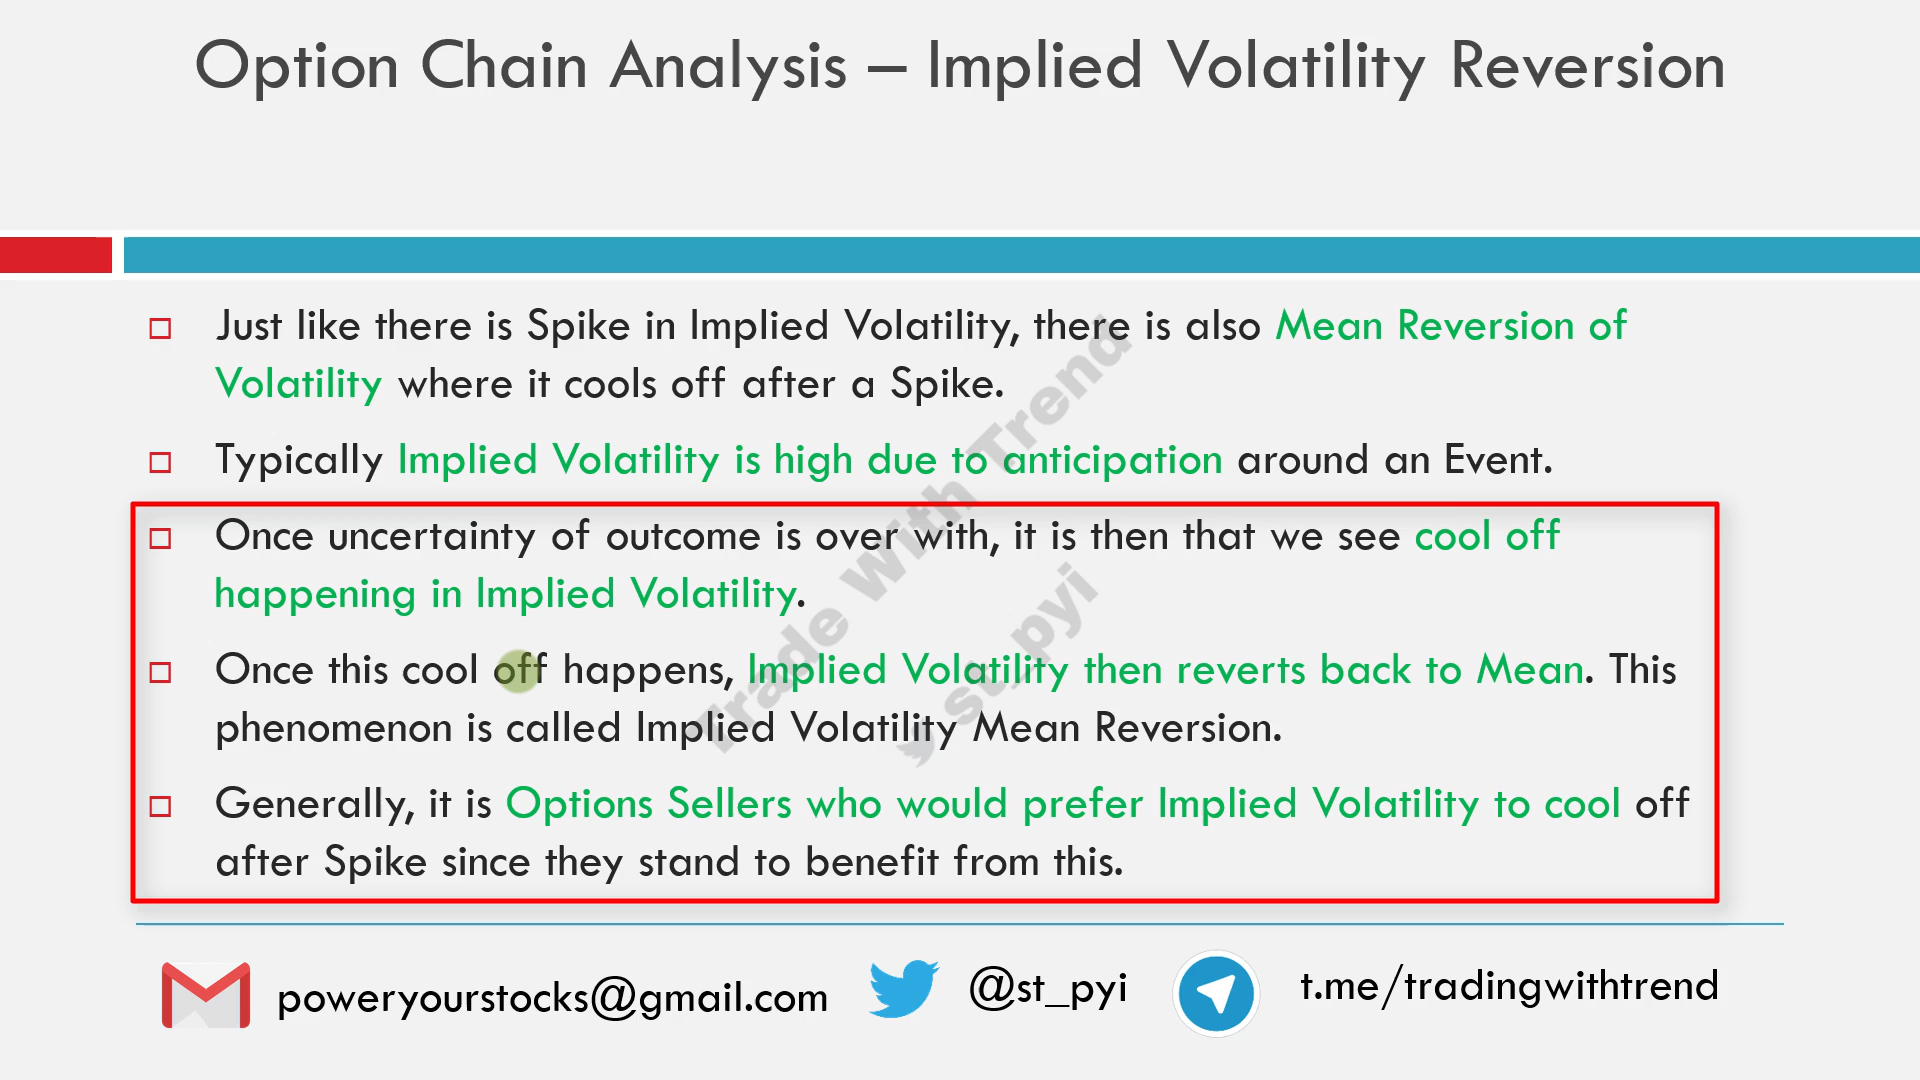 Option Chain Analysis – Implied Volatility Reversion
Just like there is Spike in Implied Volatility, there is also Mean Reversion of
Volatility where it cools off after a Spike.
Typically Implied Volatility is high due to anticipation around an Event.
Once uncertainty of outcome is over with, it is then that we see cool off
happening in Implied Volatility.
Once this cool off happens, Implied Volatility then reverts back to Mean. This
phenomenon is called Implied Volatility Mean Reversion.
Generally, it is Options Sellers who would prefer Implied Volatility to cool off
after Spike since they stand to benefit from this.
Trade With Trend
st_pyi
poweryourstocks@gmail.com
@st_pyi
t.me/tradingwithtrend